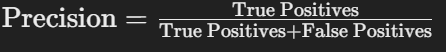 Precision = True Positives / True Positives+False Positives